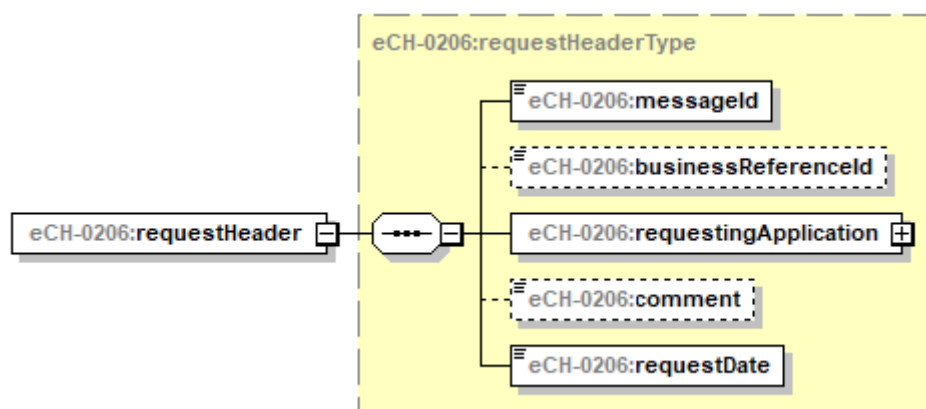 eCH-0206:requestHeaderType
eCH-0206:messageId
eCH-0206:businessReferenceId
eCH-0206:requestHeader
eCH-0206:requestingApplication
eCH-0206:comment
eCH-0206:requestDate